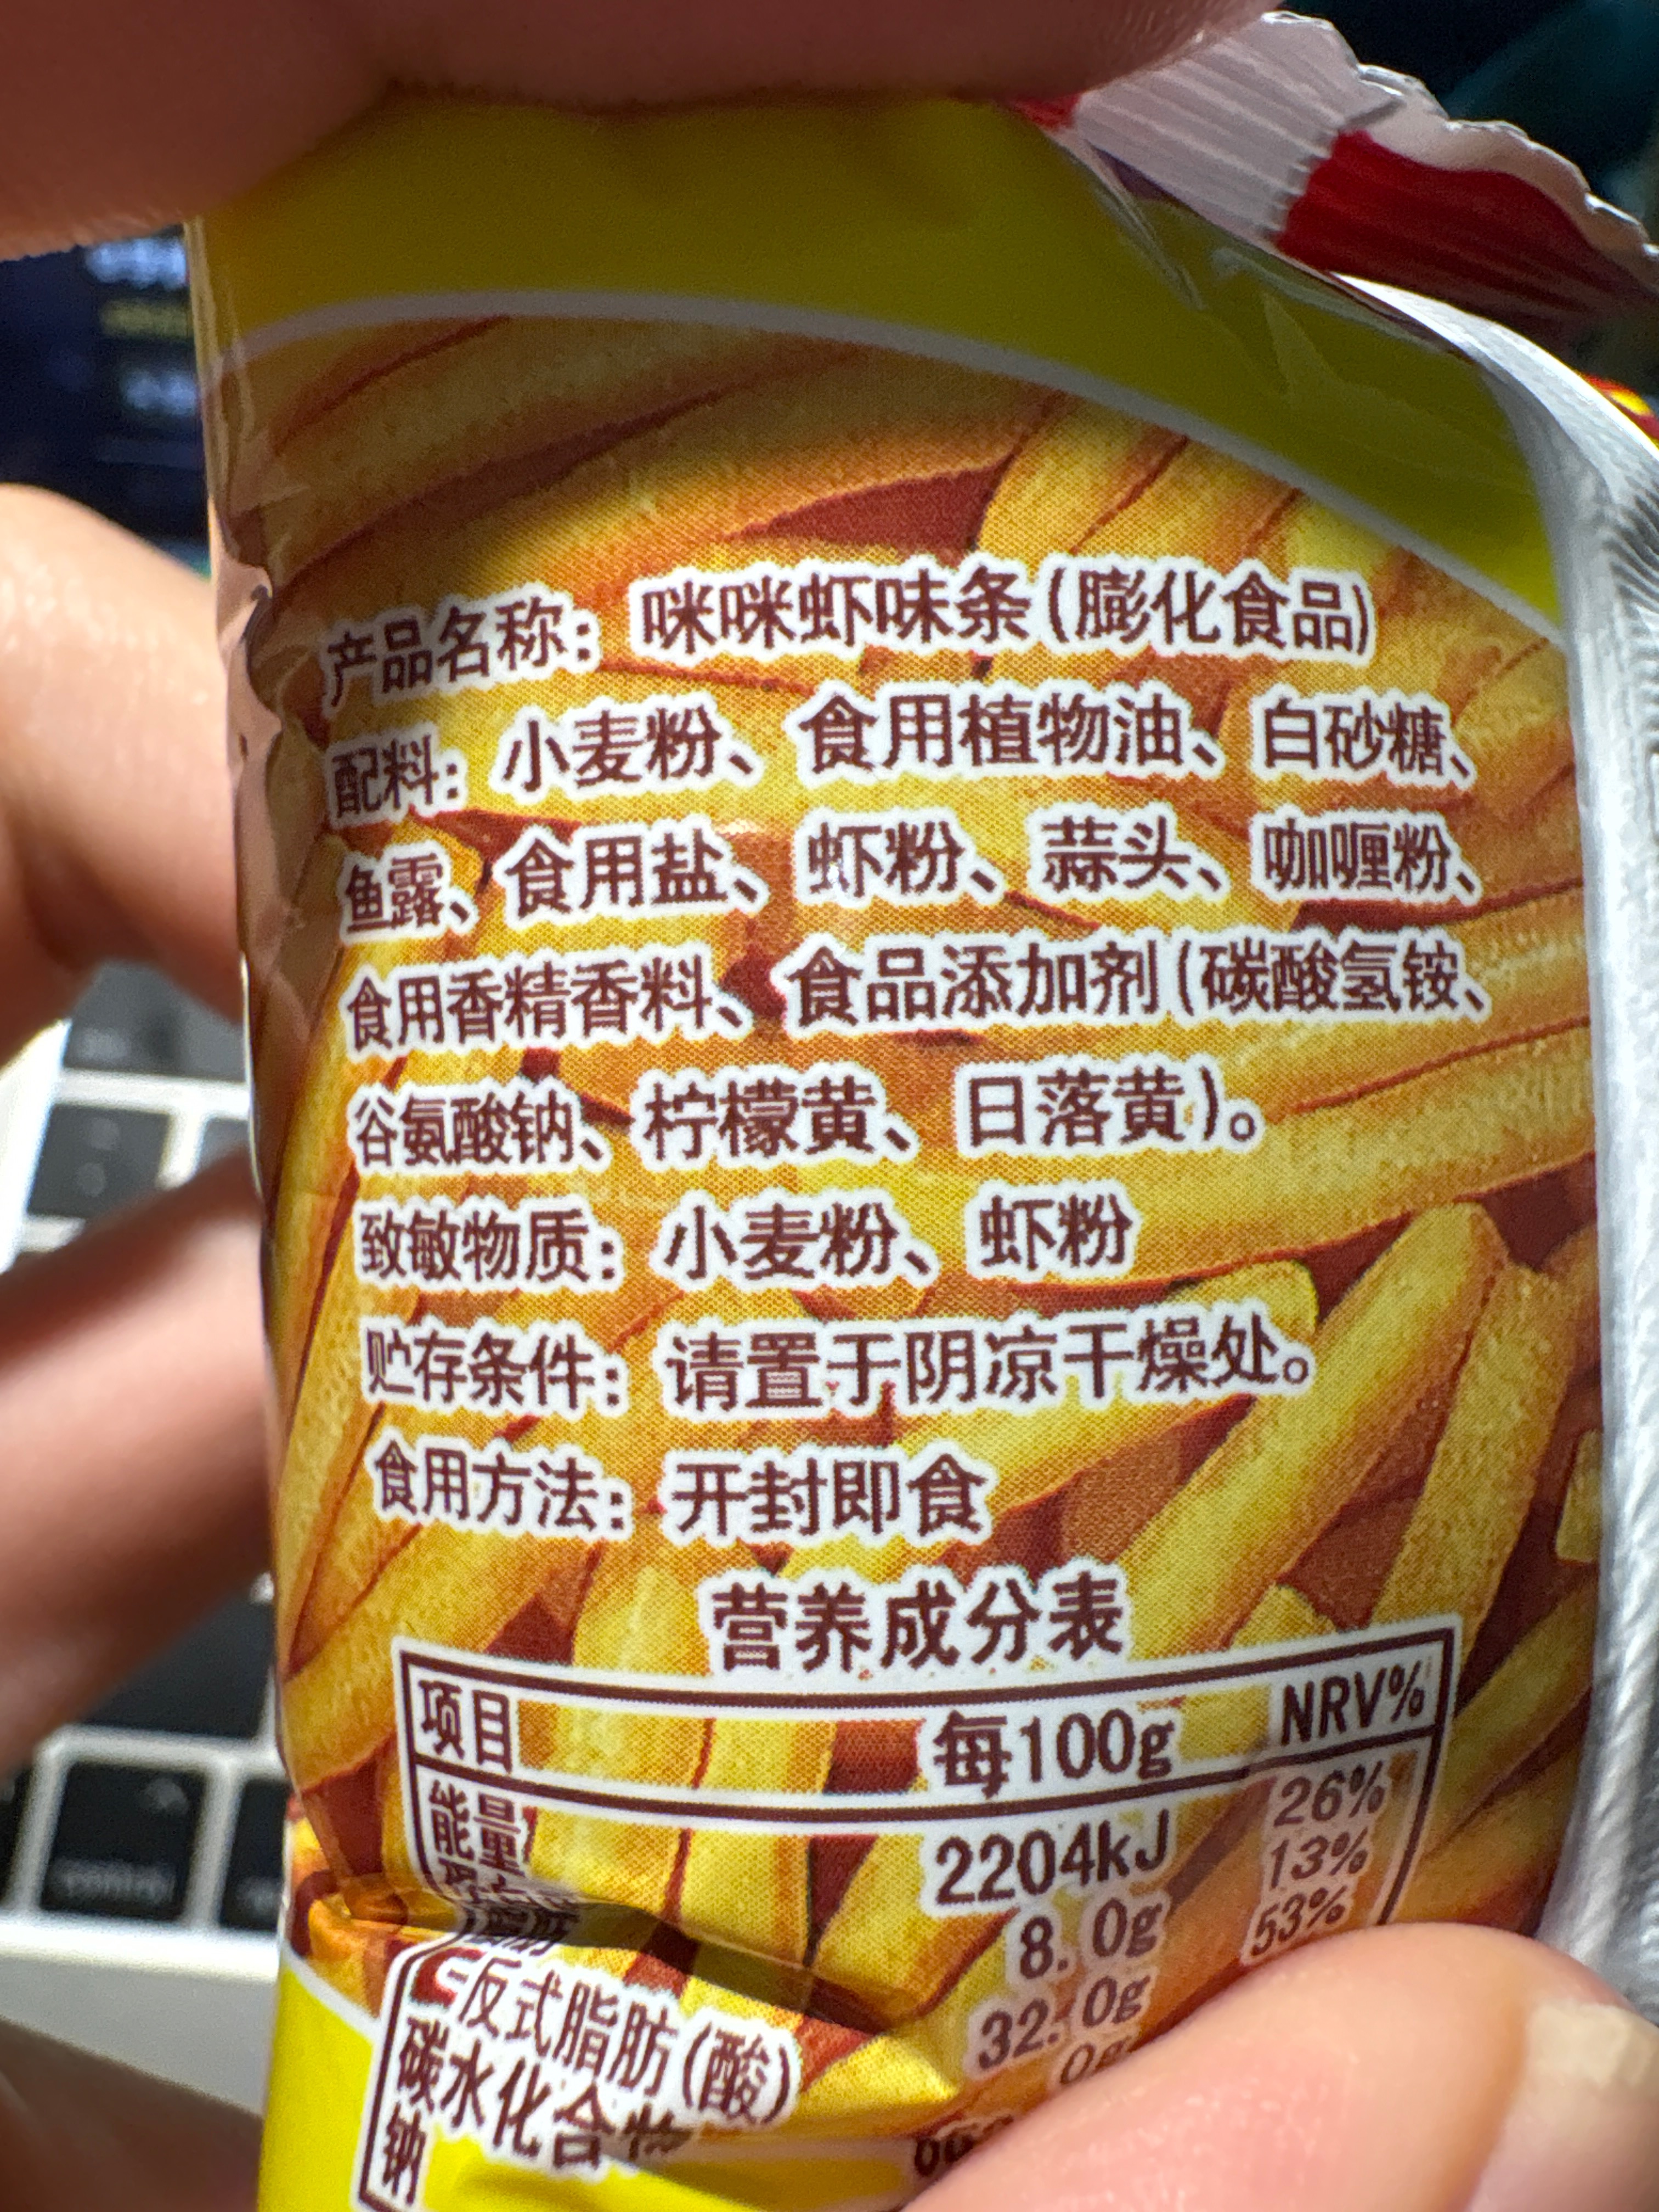 产品名称：咪咪虾味条(膨化食品)
配料：小麦粉、食用植物油、白砂糖、
鱼露、食用盐、虾粉、蒜头、咖喱粉、
食用香精香料、食品添加剂(碳酸氢铵、
谷氨酸钠、柠檬黄、日落黄)。
致敏物质：小麦粉、虾粉
贮存条件：请置于阴凉干燥处。
食用方法：开封即食
营养成分表
项目 每100g NRV%
能量 2204kJ 26%
8.0g 13%
脂肪 32.0g 53%
反式脂肪(酸) 0g
碳水化合物
钠